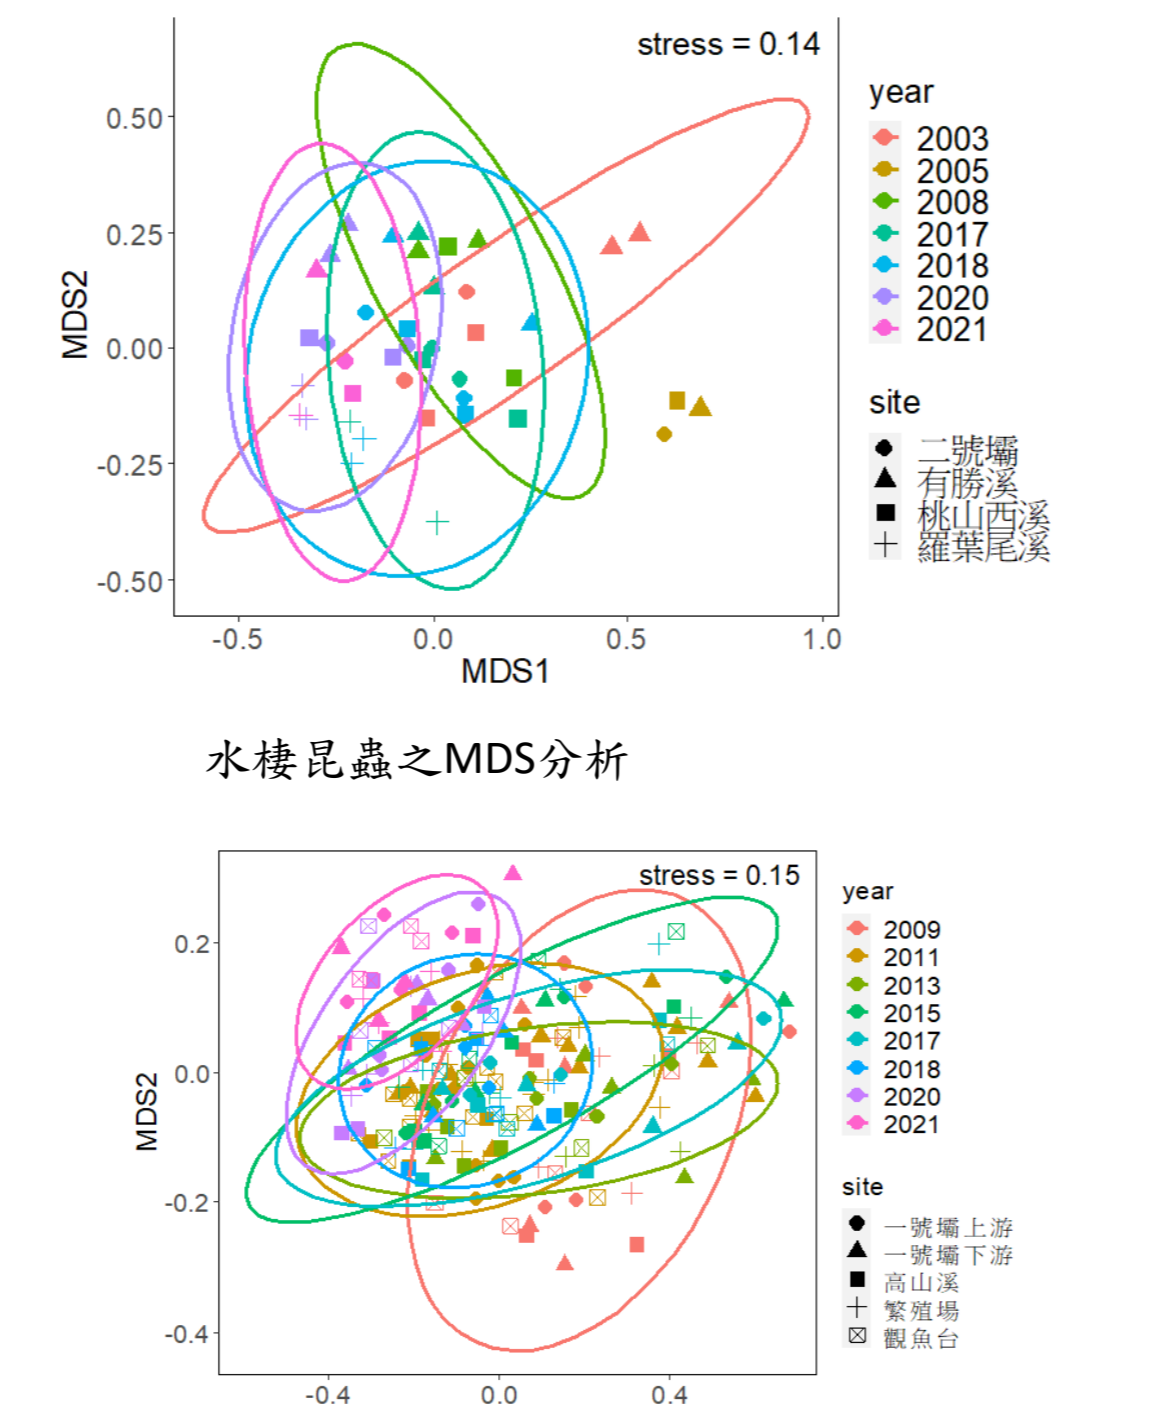 stress = 0.14
year
2003
2005
2008
2017
2018
2020
2021
site
二號壩
有勝溪
桃山西溪
羅葉尾溪
MDS2
0.50
0.25
0.00
-0.25
-0.50
-0.5
0.0
0.5
1.0
MDS1
水棲昆蟲之MDS分析
stress = 0.15
year
2009
2011
2013
2015
2017
2018
2020
2021
site
一號壩上游
一號壩下游
高山溪
繁殖場
觀魚台
MDS2
0.2
0.0
-0.2
-0.4
-0.4
0.0
0.4